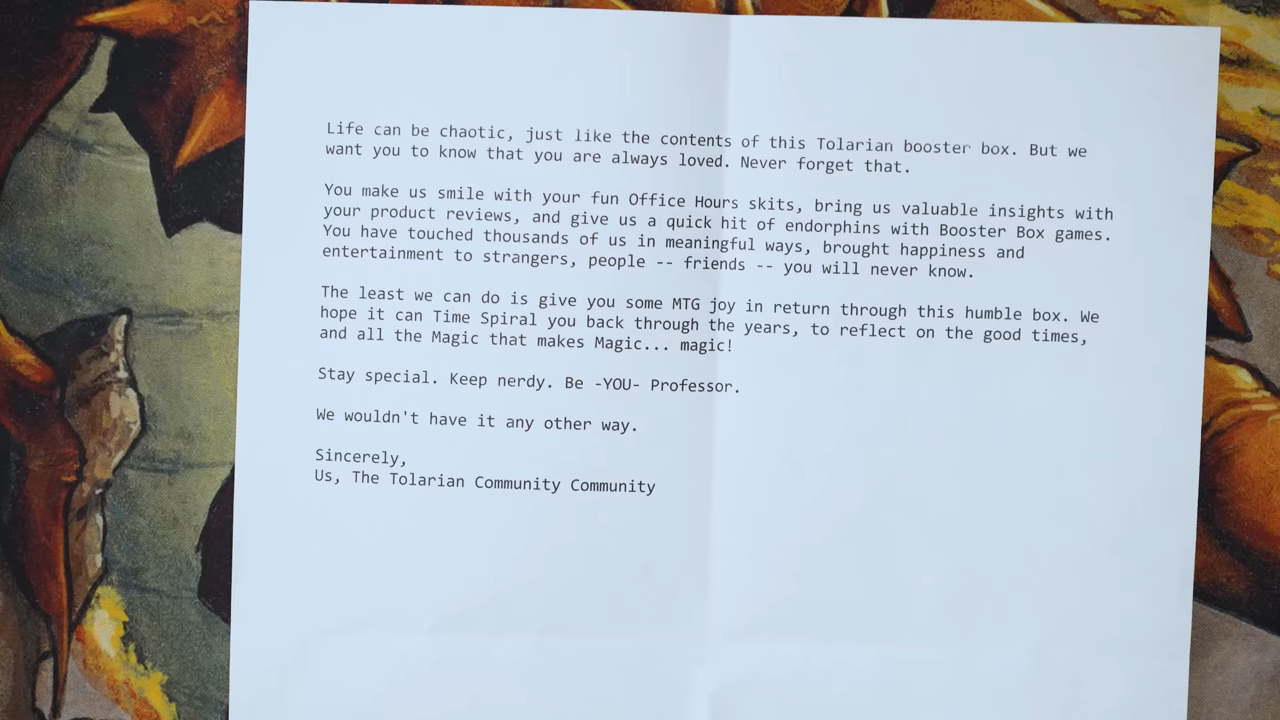 Life can be chaotic, just like the contents of this Tolarian booster box. But we
want you to know that you are always loved. Never forget that.
You make us smile with your fun Office Hours skits, bring us valuable insights with
your product reviews, and give us a quick hit of endorphins with Booster Box games.
You have touched thousands of us in meaningful ways, brought happiness and
entertainment to strangers, people -- friends -- you will never know.
The least we can do is give you some MTG joy in return through this humble box. We
hope it can Time Spiral you back through the years, to reflect on the good times,
and all the Magic that makes Magic... magic!
Stay special. Keep nerdy. Be -YOU- Professor.
We wouldn't have it any other way.
Sincerely,
Us, The Tolarian Community Community